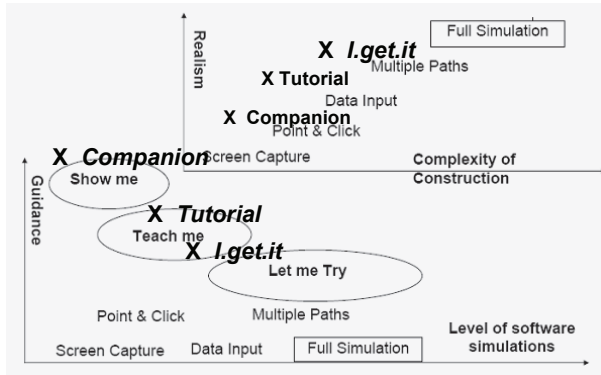 Full Simulation
Realism
X I.get.it
Multiple Paths
X Tutorial
Data Input
X Companion
Point & Click
Screen Capture
Complexity of
Construction
X Companion
Show me
Guidance
X Tutorial
Teach me
X I.get.it
Let me Try
Point & Click
Multiple Paths
Level of software
simulations
Screen Capture
Data Input
Full Simulation